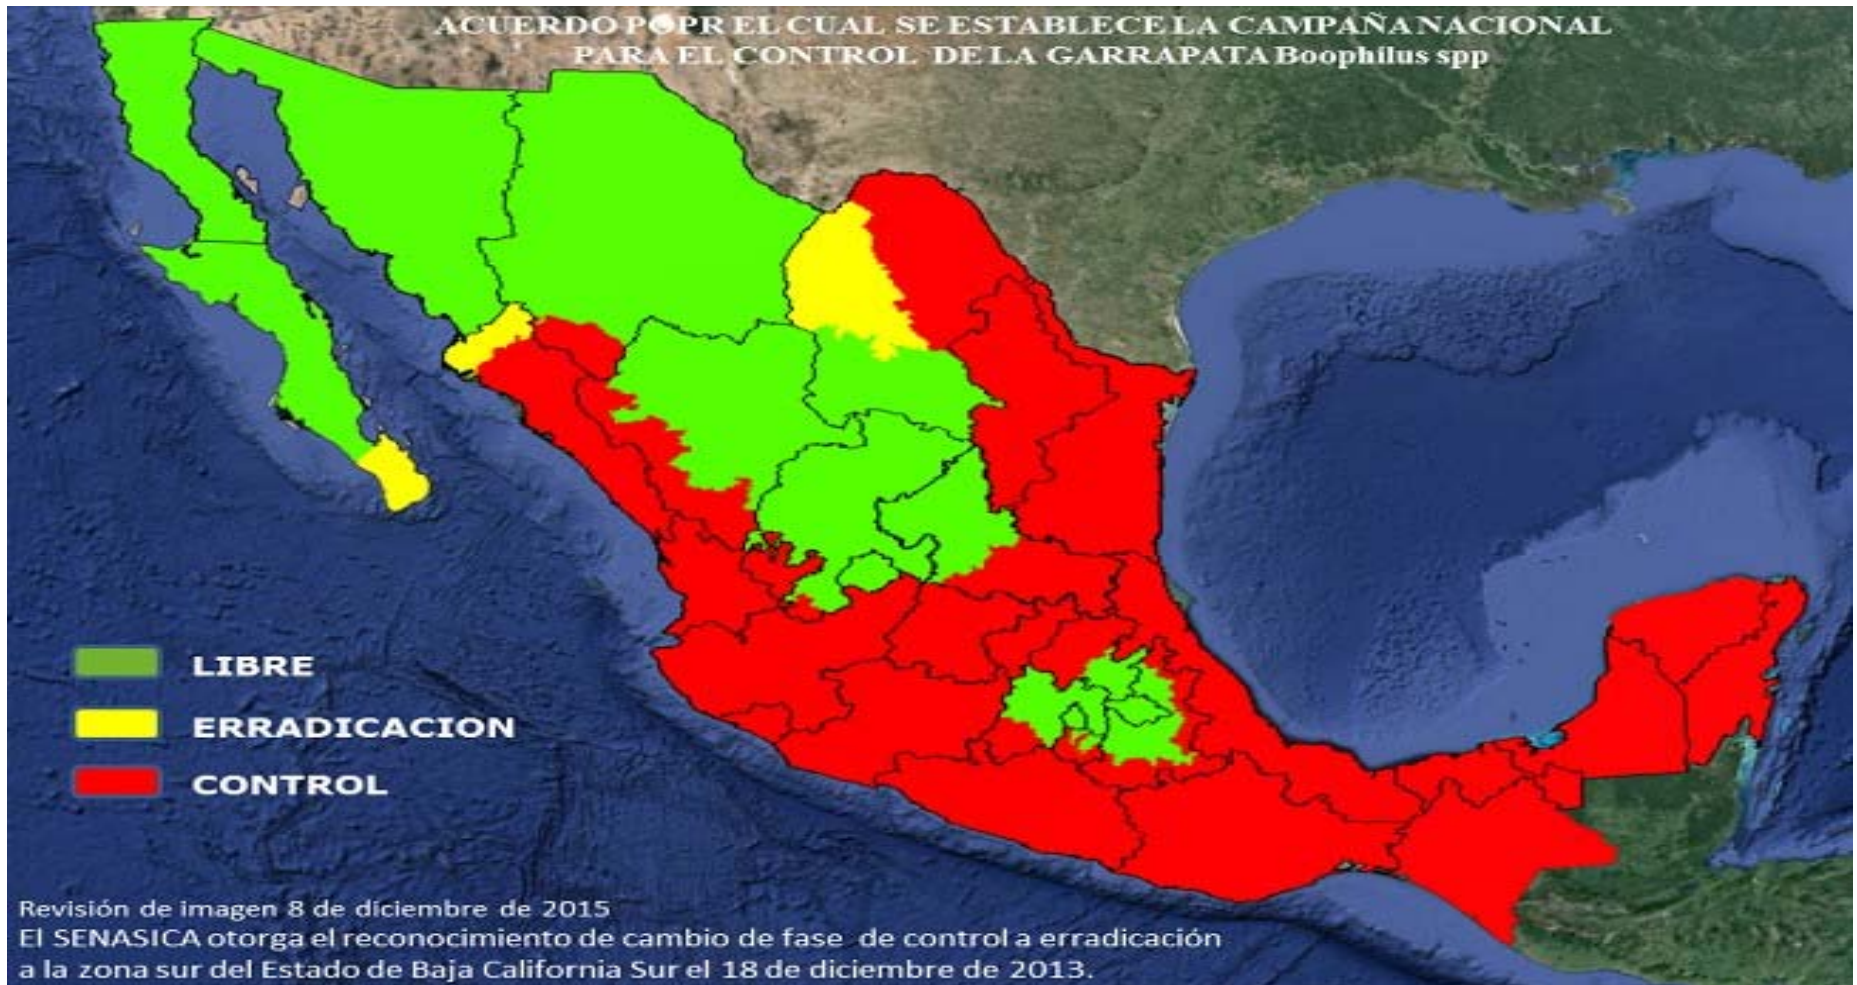 ACUERDO POPR EL CUAL SE ESTABLECE LA CAMPAÑA NACIONAL
PARA EL CONTROL DE LA GARRAPATA Boophilus spp
LIBRE
ERRADICACION
CONTROL
Revisión de imagen 8 de diciembre de 2015
El SENASICA otorga el reconocimiento de cambio de fase de control a erradicación
a la zona sur del Estado de Baja California Sur el 18 de diciembre de 2013.